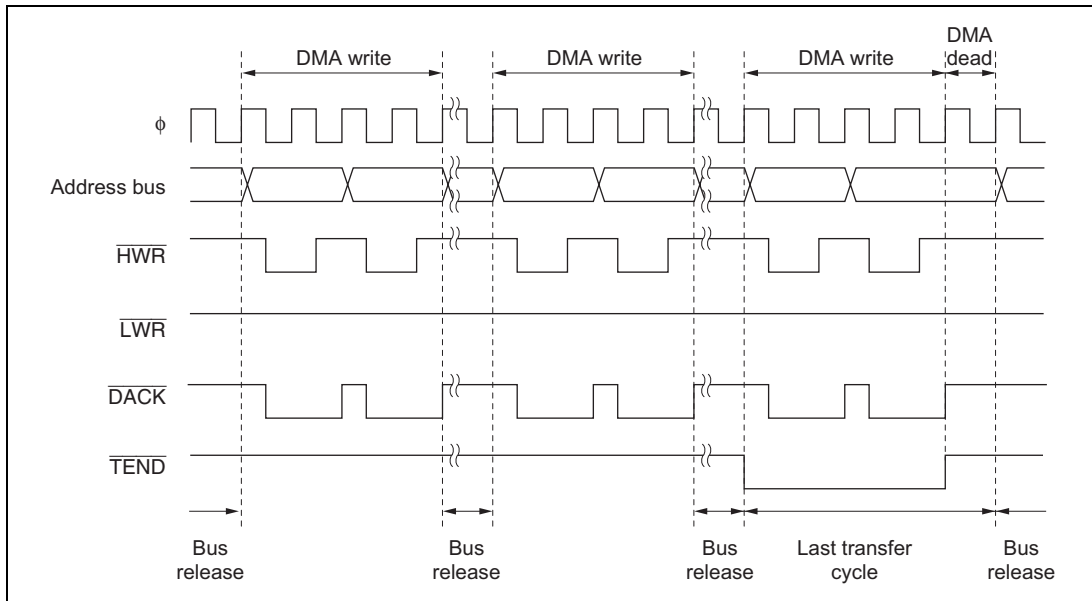 DMA
dead
DMA write
DMA write
DMA write
ϕ
Address bus
HWR
LWR
DACK
TEND
Bus
release
Bus
release
Bus
release
Last transfer
cycle
Bus
release